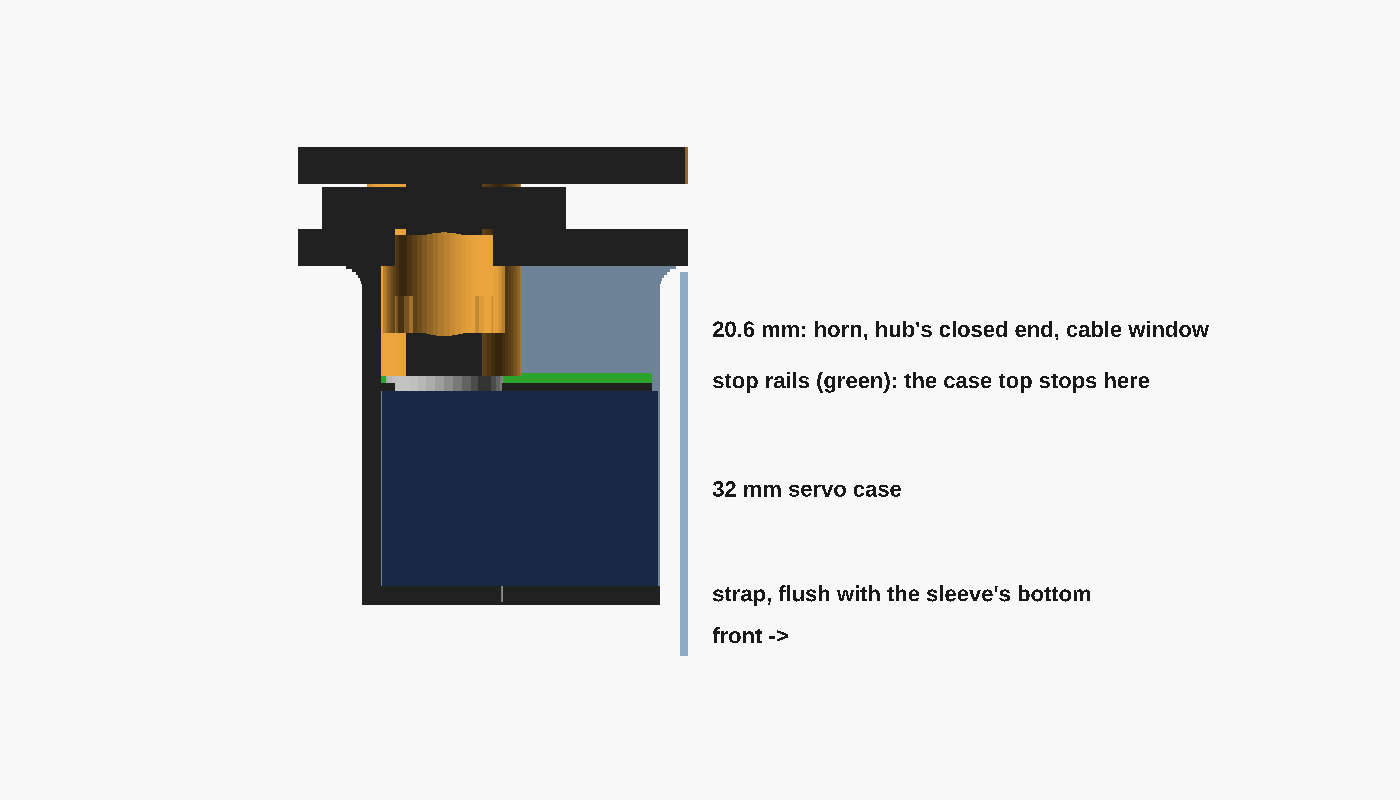 20.6 mm: horn, hub's closed end, cable window
stop rails (green): the case top stops here
32 mm servo case
strap, flush with the sleeve's bottom
front ->